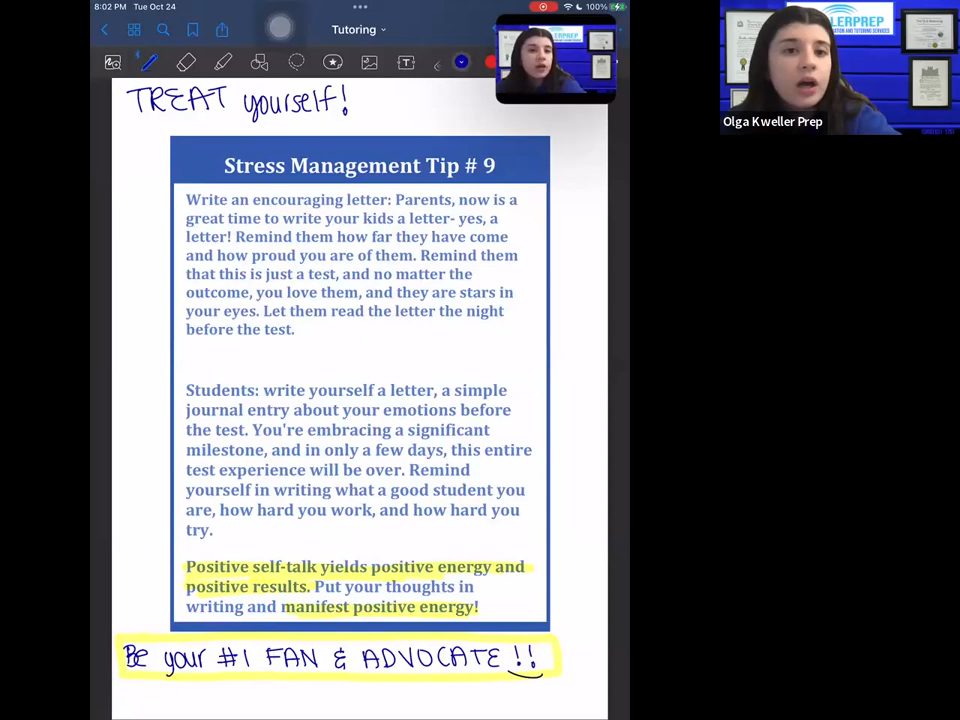 8:02 PM Tue Oct 24
100%
Tutoring
TREAT yourself!
Stress Management Tip # 9
Write an encouraging letter: Parents, now is a
great time to write your kids a letter- yes, a
letter! Remind them how far they have come
and how proud you are of them. Remind them
that this is just a test, and no matter the
outcome, you love them, and they are stars in
your eyes. Let them read the letter the night
before the test.
Students: write yourself a letter, a simple
journal entry about your emotions before
the test. You're embracing a significant
milestone, and in only a few days, this entire
test experience will be over. Remind
yourself in writing what a good student you
are, how hard you work, and how hard you
try.
Positive self-talk yields positive energy and
positive results. Put your thoughts in
writing and manifest positive energy!
Be your #1 FAN & ADVOCATE !!
LERPREP
Olga Kweller Prep